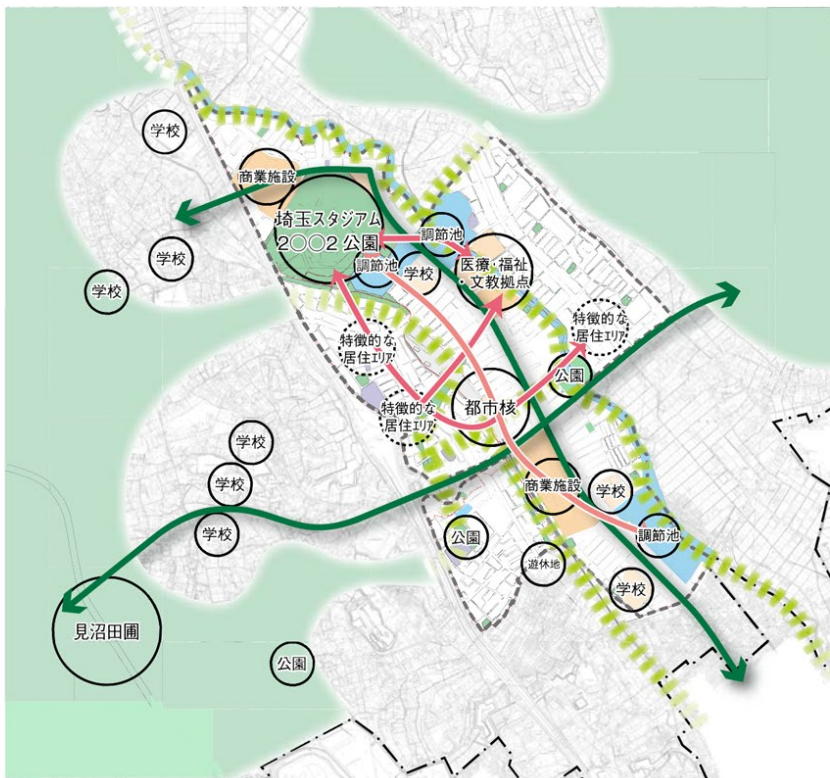 学校
商業施設
埼玉スタジアム
2〇〇2 公園
調節池
調節池
学校
医療・福祉
・文教拠点
学校
学校
特徴的な
居住エリア
特徴的な
居住エリア
公園
特徴的な
居住エリア
都市核
学校
学校
商業施設
学校
学校
公園
調節池
遊休地
学校
見沼田圃
公園